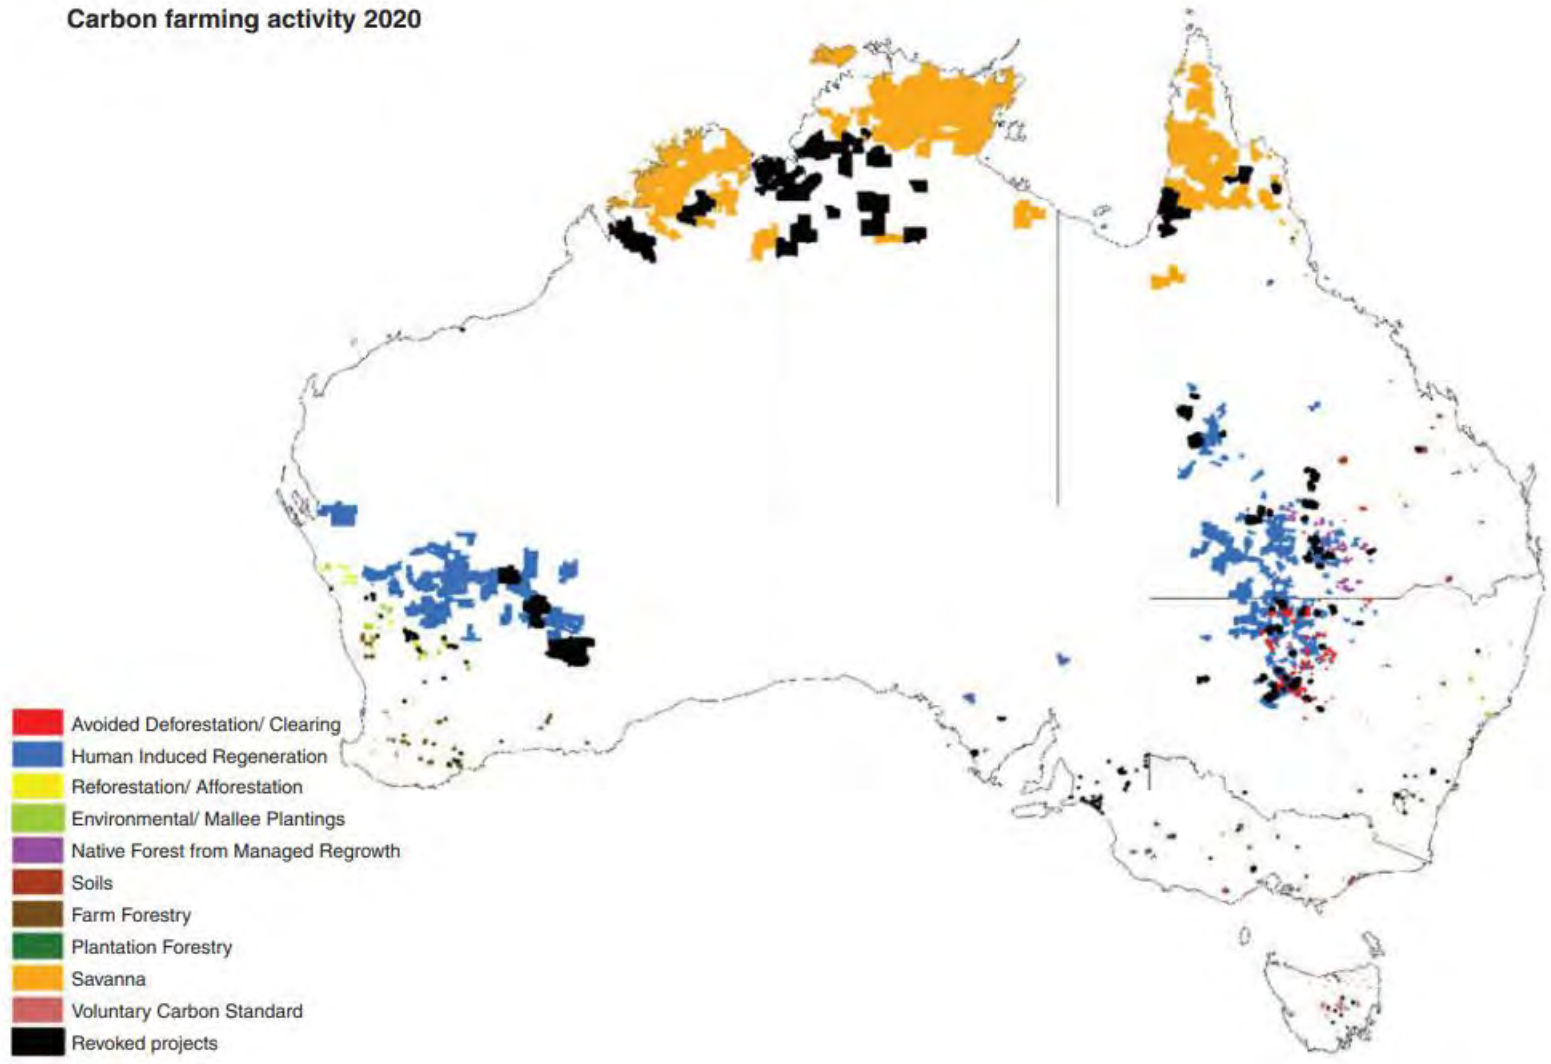 Carbon farming activity 2020
Avoided Deforestation/ Clearing
Human Induced Regeneration
Reforestation/ Afforestation
Environmental/ Mallee Plantings
Native Forest from Managed Regrowth
Soils
Farm Forestry
Plantation Forestry
Savanna
Voluntary Carbon Standard
Revoked projects